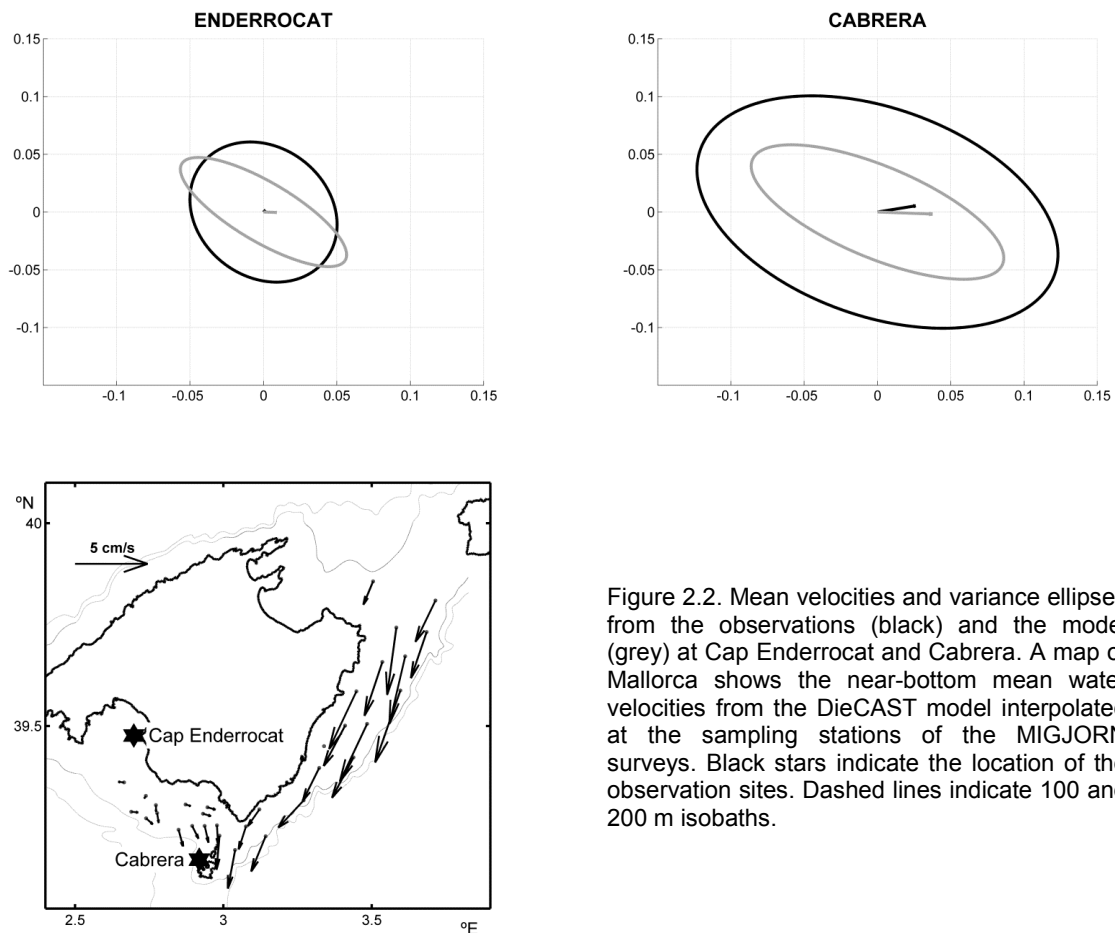 ENDERROCAT
0.15
0.1
0.05
0
-0.05
-0.1
-0.1 -0.05 0 0.05 0.1 0.15
CABRERA
0.15
0.1
0.05
0
-0.05
-0.1
-0.1 -0.05 0 0.05 0.1 0.15
ºN
40
5 cm/s
39.5
Cap Enderrocat
Cabrera
2.5 3 3.5
ºE
Figure 2.2. Mean velocities and variance ellipse
from the observations (black) and the mode
(grey) at Cap Enderrocat and Cabrera. A map o
Mallorca shows the near-bottom mean wate
velocities from the DieCAST model interpolated
at the sampling stations of the MIGJORN
surveys. Black stars indicate the location of the
observation sites. Dashed lines indicate 100 and
200 m isobaths.